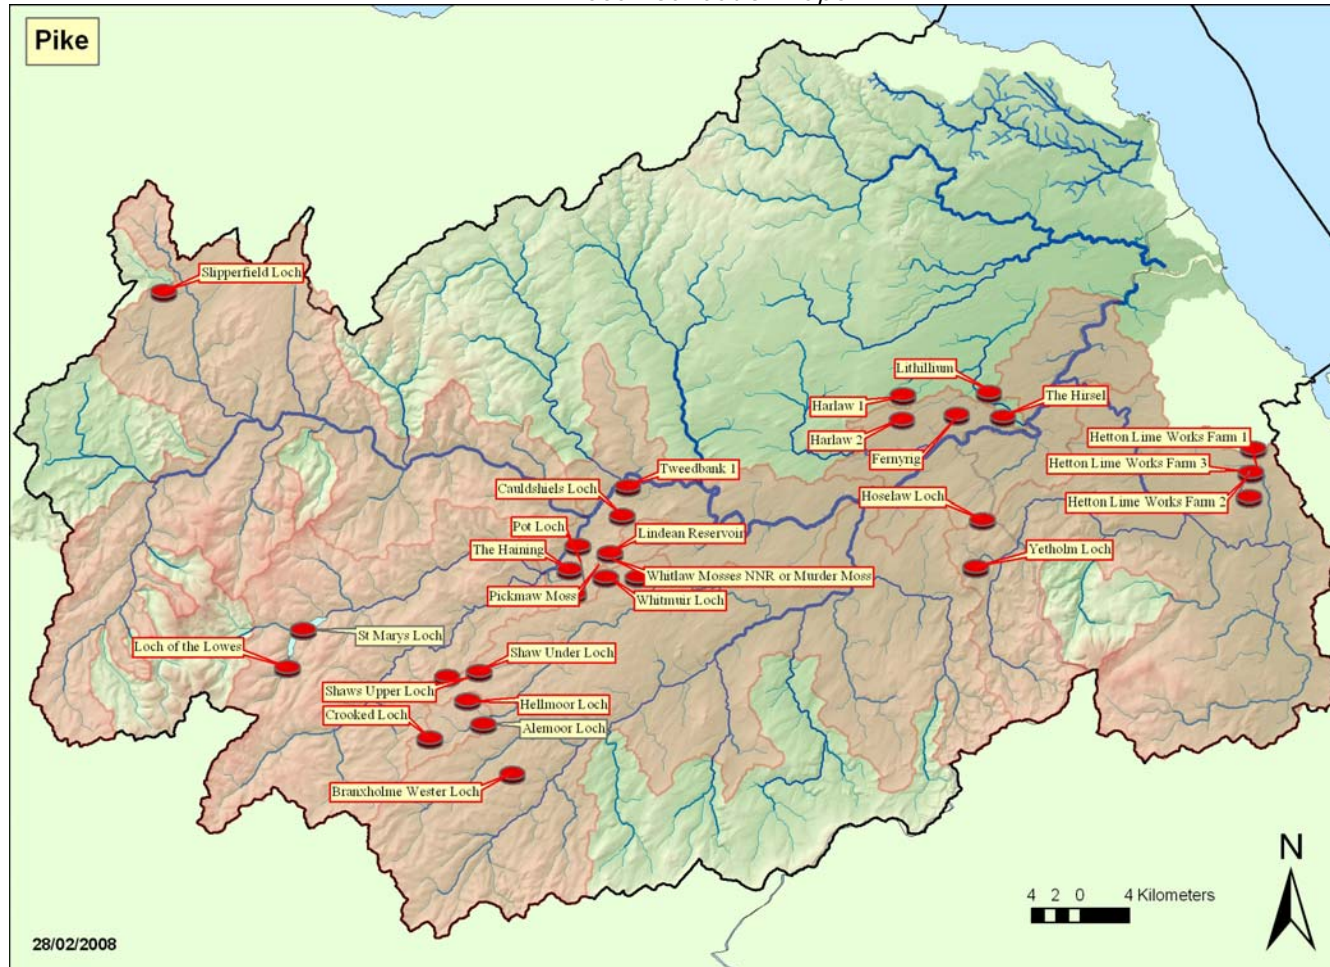 Pike
Slipperfield Loch
Lithillium
Harlaw 1
The Hirsel
Harlaw 2
Hetton Lime Works Farm 1
Fernyrig
Tweedbank 1
Hetton Lime Works Farm 3
Cauldshiels Loch
Hetton Lime Works Farm 2
Hoselaw Loch
Pot Loch
Lindean Reservoir
The Haining
Yetholm Loch
Whitlaw Mosses NNR or Murder Moss
Pickmaw Moss
Whitmuir Loch
St Marys Loch
Loch of the Lowes
Shaw Under Loch
Shaws Upper Loch
Hellmoor Loch
Crooked Loch
Alemoor Loch
Branxholme Wester Loch
N
4 2 0 4 Kilometers
28/02/2008